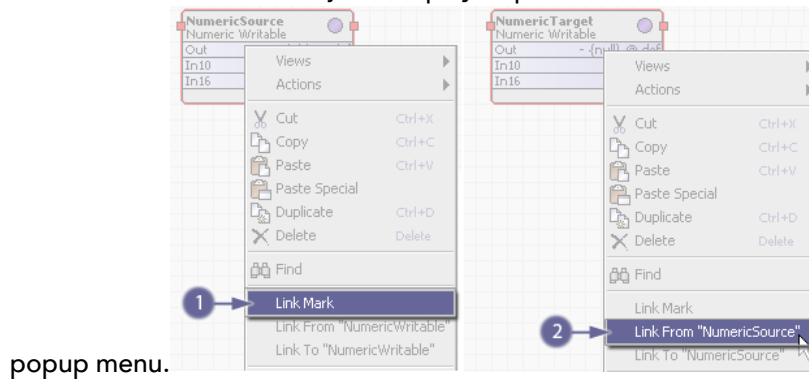 NumericSource
Numeric Writable
Out
In10
In16
Views
Actions
Cut Ctrl+X
Copy Ctrl+C
Paste Ctrl+V
Paste Special
Duplicate Ctrl+D
Delete Delete
Find
1 Link Mark
Link From "NumericWritable"
Link To "NumericWritable"
NumericTarget
Numeric Writable
Out - {null} @ def
In10
In16
Views
Actions
Cut Ctrl+X
Copy Ctrl+C
Paste Ctrl+V
Paste Special
Duplicate Ctrl+D
Delete Delete
Find
Link Mark
2 Link From "NumericSource"
Link To "NumericSource"
popup menu.